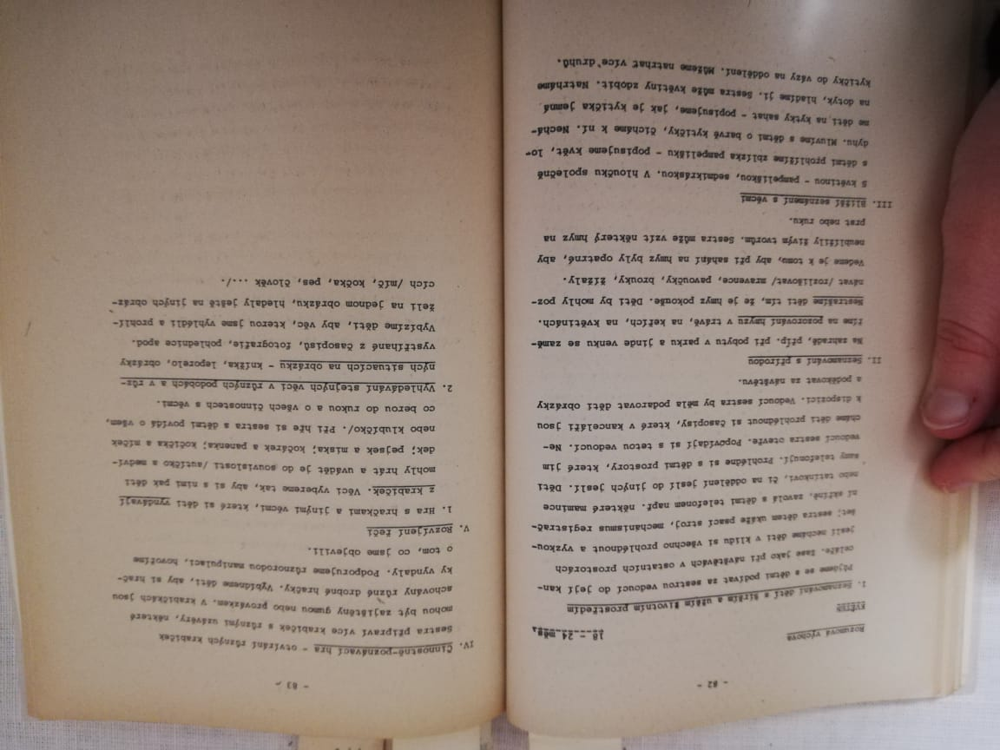 - 82 -
Rozumová výchova
18 - 24 měs.
KVĚTEN
I. Seznamování dětí s širším a užším životním prostředím
Půjdeme se s dětmi podívat za sestrou vedoucí do její kan-
celáře. Zase jako při návštěvách v ostatních prostorách
jeslí necháme děti v klidu si všechno prohlédnout a vyzkou-
šet; sestra dětem ukáže psací stroj, mechanismus registrač-
ní skříně, zavolá s dětmi telefonem např. některé mamince
nebo tatínkovi, či na oddělení jeslí do jiných jeslí. Děti
samy telefonují. Prohlédne si s dětmi prostory, které jim
vedoucí sestra otevře. Popovídají si s tetou vedoucí. Ne-
cháme děti prohlédnout si časopisy, které v kanceláři jsou
k dispozici. Vedoucí sestra by měla podarovat děti obrázky
a poděkovat za návštěvu.
II. Seznamování s přírodou
Na zahradě, příp. při pobytu v parku a jinde venku se zamě-
říme na pozorování hmyzu v trávě, na keřích, na květinách.
Nestrašíme děti tím, že je hmyz pokouše. Děti by mohly poz-
návat /rozlišovat/ mravence, pavoučky, brouky, žížaly.
Vedeme je k tomu, aby při sahání na hmyz byly opatrné, aby
neublížily živým tvorům. Sestra může vzít některý hmyz na
prst nebo ruku.
III. Bližší seznámení s věcmi
S květinou - pampeliškou, sedmikráskou. V hloučku společně
s dětmi prohlížíme zblízka pampelišku - popisujeme květ, lo-
dyhu. Mluvíme s dětmi o barvě kytičky, čicháme k ní. Nechá-
me děti na kytky sahat - popisujeme, jak je kytička jemná
na dotyk, hladíme ji. Sestra může květiny zdobit. Natrháme
kytičky do vázy na oddělení. Můžeme natrhat více druhů.
- 83 -
IV. Činnostně-poznávací hra - otvírání různých krabiček
Sestra připraví více krabiček s různými uzávěry, některé
mohou být zajištěny gumou nebo provázkem. V krabičkách jsou
schovány různé drobné hračky. Vybídneme děti, aby si hrač-
ky vyndaly. Podporujeme různorodou manipulaci, hovoříme
o tom, co jsme objevili.
V. Rozvíjení řeči
1. Hra s hračkami a jinými věcmi, které si děti vyndávají
z krabiček. Věci vybereme tak, aby si s nimi pak děti
mohly hrát a uvádět je do souvislostí /autíčko a medví-
dek; pejsek a miska; kočárek a panenka; kočička a míček
nebo klubíčko/. Při hře si sestra s dětmi povídá o všem,
co berou do rukou a o všech činnostech s věcmi.
2. Vyhledávání stejných věcí v různých podobách a v růz-
ných situacích na obrázku - knížka, leporelo, obrázky
vystříhané z časopisů, fotografie, pohlednice apod.
Vybízíme děti, aby věc, kterou jsme vyhlédli a prohlí-
želi na jednom obrázku, hledaly ještě na jiných obráz-
cích /míč, kočka, pes, člověk .../.